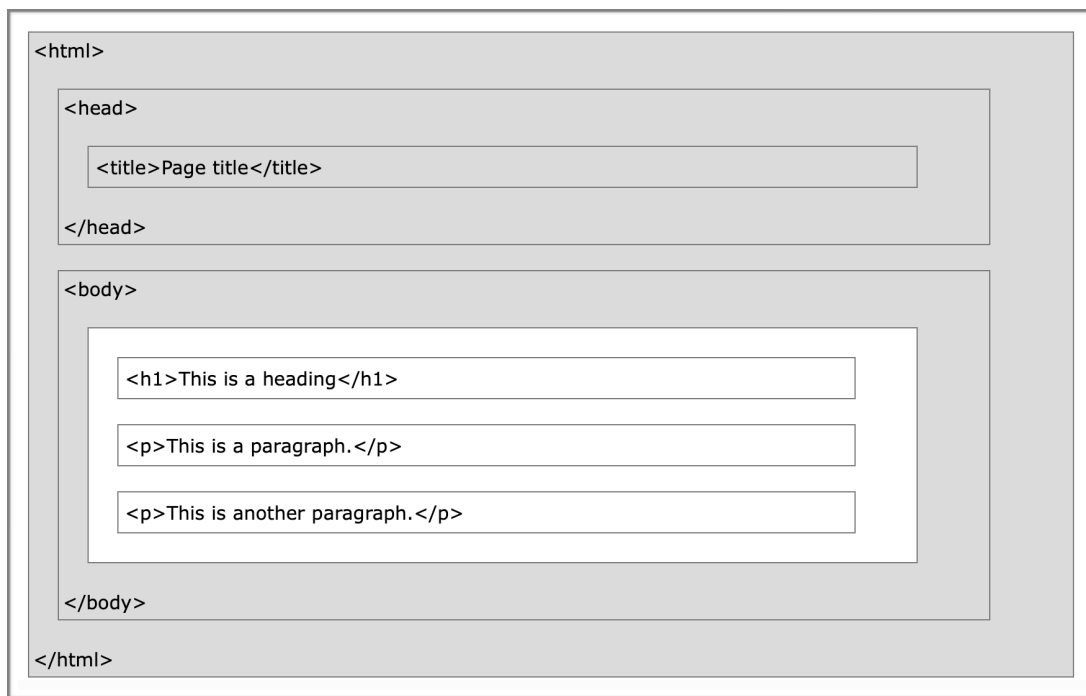 <html>
<head>
<title>Page title</title>
</head>
<body>
<h1>This is a heading</h1>
<p>This is a paragraph.</p>
<p>This is another paragraph.</p>
</body>
</html>